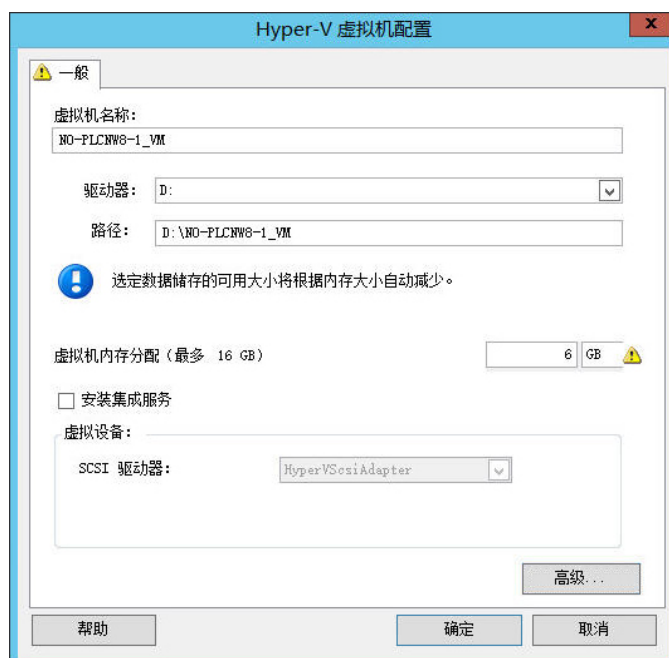 Hyper-V 虚拟机配置
x
一般
虚拟机名称:
NO-PLCNW8-1_VM
驱动器: D:
路径: D:\NO-PLCNW8-1_VM
选定数据储存的可用大小将根据内存大小自动减少。
虚拟机内存分配(最多 16 GB) 6 GB
安装集成服务
虚拟设备:
SCSI 驱动器: HyperVScsiAdapter
高级...
帮助 确定 取消